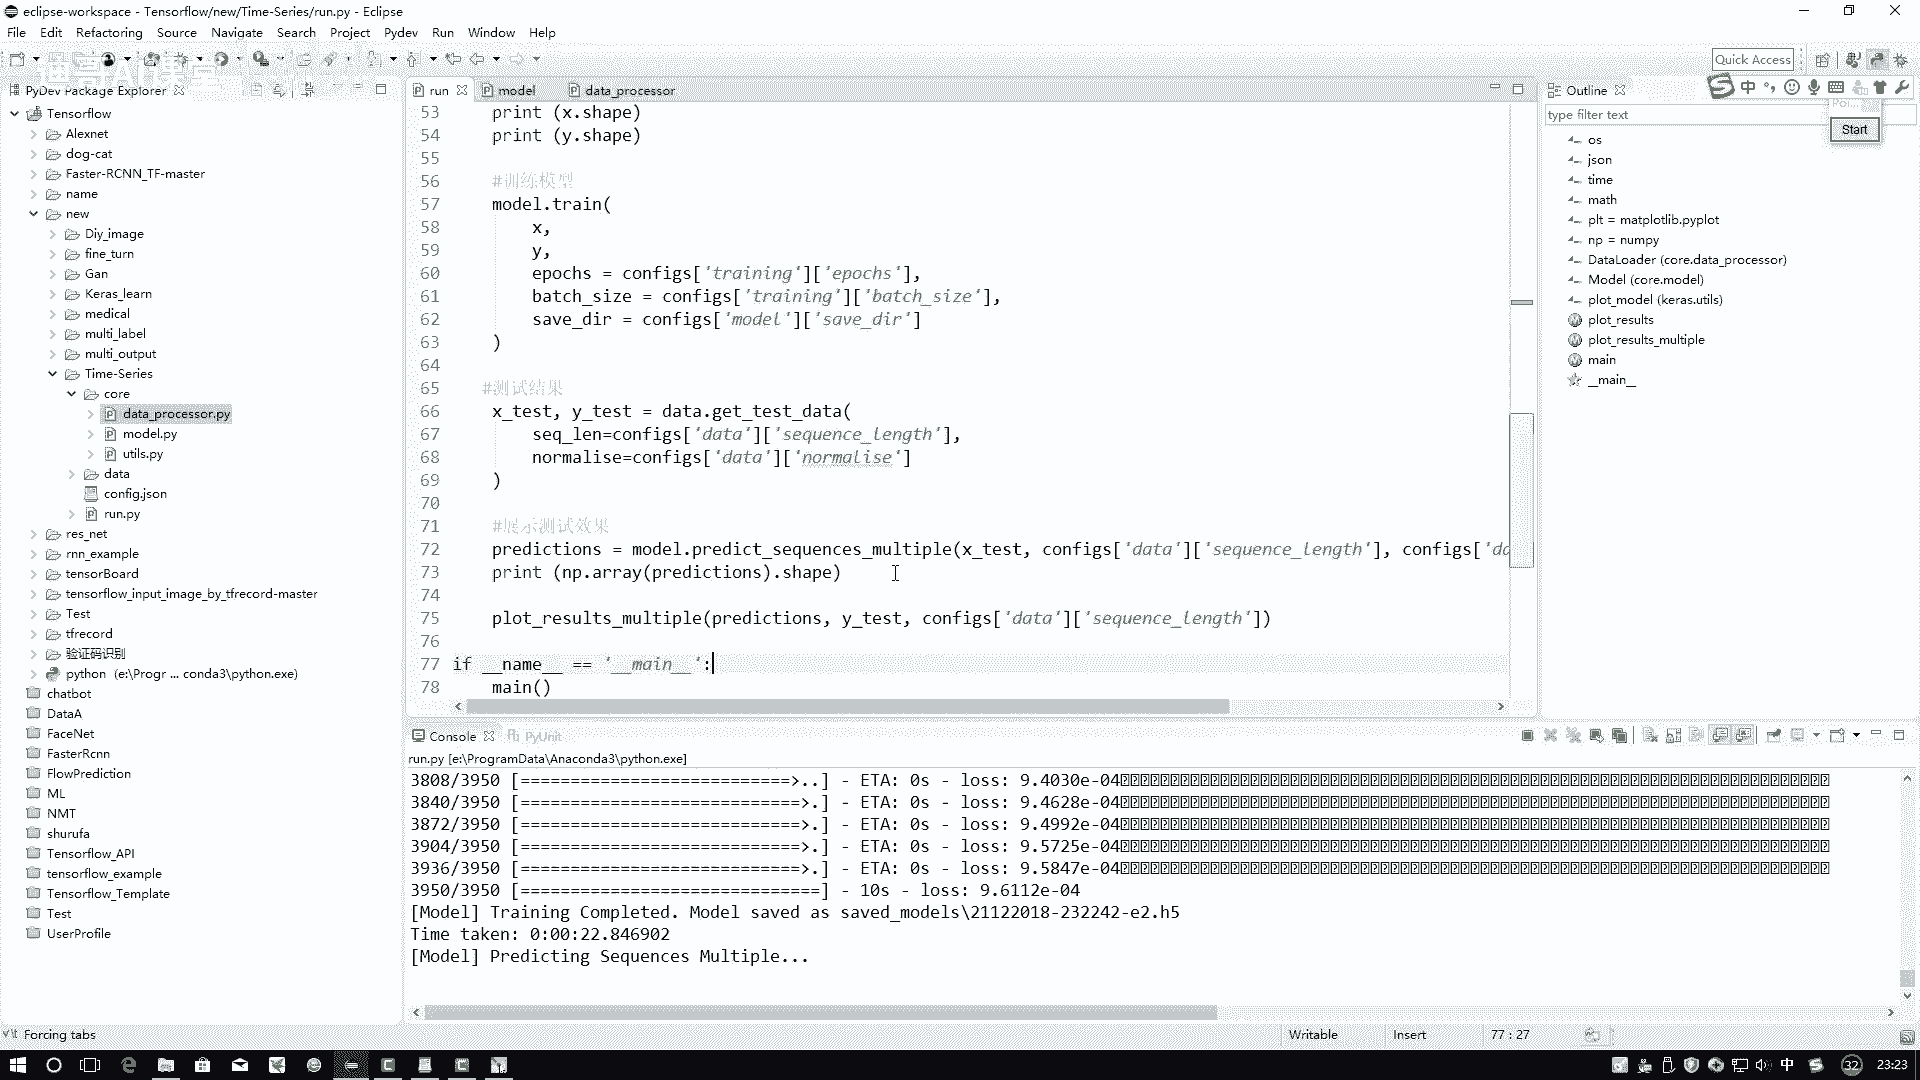 eclipse-workspace - Tensorflow/new/Time-Series/run.py - Eclipse
File Edit Refactoring Source Navigate Search Project Pydev Run Window Help
Quick Access
PyDev Package Explorer
Tensorflow
Alexnet
dog-cat
Faster-RCNN_TF-master
name
new
Diy_image
fine_turn
Gan
Keras_learn
medical
multi_label
multi_output
Time-Series
core
data_processor.py
model.py
utils.py
data
config.json
run.py
res_net
rnn_example
tensorBoard
tensorflow_input_image_by_tfrecord-master
Test
tfrecord
验证码识别
python (e:\Progr ... conda3\python.exe)
chatbot
DataA
FaceNet
FasterRcnn
FlowPrediction
ML
NMT
shurufa
Tensorflow_API
tensorflow_example
Tensorflow_Template
Test
UserProfile
run model data_processor
53 print (x.shape)
54 print (y.shape)
55
56 #训练模型
57 model.train(
58 x,
59 y,
60 epochs = configs['training']['epochs'],
61 batch_size = configs['training']['batch_size'],
62 save_dir = configs['model']['save_dir']
63 )
64
65 #测试结果
66 x_test, y_test = data.get_test_data(
67 seq_len=configs['data']['sequence_length'],
68 normalise=configs['data']['normalise']
69 )
70
71 #展示测试效果
72 predictions = model.predict_sequences_multiple(x_test, configs['data']['sequence_length'], configs['da
73 print (np.array(predictions).shape)
74
75 plot_results_multiple(predictions, y_test, configs['data']['sequence_length'])
76
77 if __name__ == '__main__':
78 main()
Outline
中
type filter text
Start
os
json
time
math
plt = matplotlib.pyplot
np = numpy
DataLoader (core.data_processor)
Model (core.model)
plot_model (keras.utils)
plot_results
plot_results_multiple
main
__main__
Console PyUnit
run.py [e:\ProgramData\Anaconda3\python.exe]
3808/3950 [===========================>..] - ETA: 0s - loss: 9.4030e-04
3840/3950 [============================>.] - ETA: 0s - loss: 9.4628e-04
3872/3950 [============================>.] - ETA: 0s - loss: 9.4992e-04
3904/3950 [============================>.] - ETA: 0s - loss: 9.5725e-04
3936/3950 [============================>.] - ETA: 0s - loss: 9.5847e-04
3950/3950 [==============================] - 10s - loss: 9.6112e-04
[Model] Training Completed. Model saved as saved_models\21122018-232242-e2.h5
Time taken: 0:00:22.846902
[Model] Predicting Sequences Multiple...
Forcing tabs
Writable Insert 77 : 27
中 32 23:23